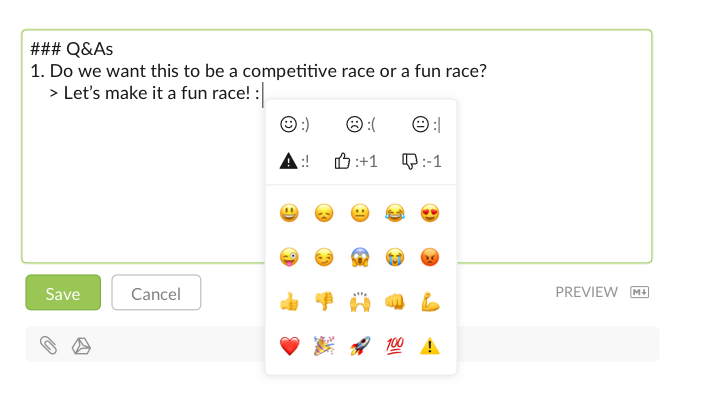 ### Q&As
1. Do we want this to be a competitive race or a fun race?
> Let's make it a fun race! :
:) :( :|
:! :+1 :-1
💯
Save Cancel PREVIEW M↓